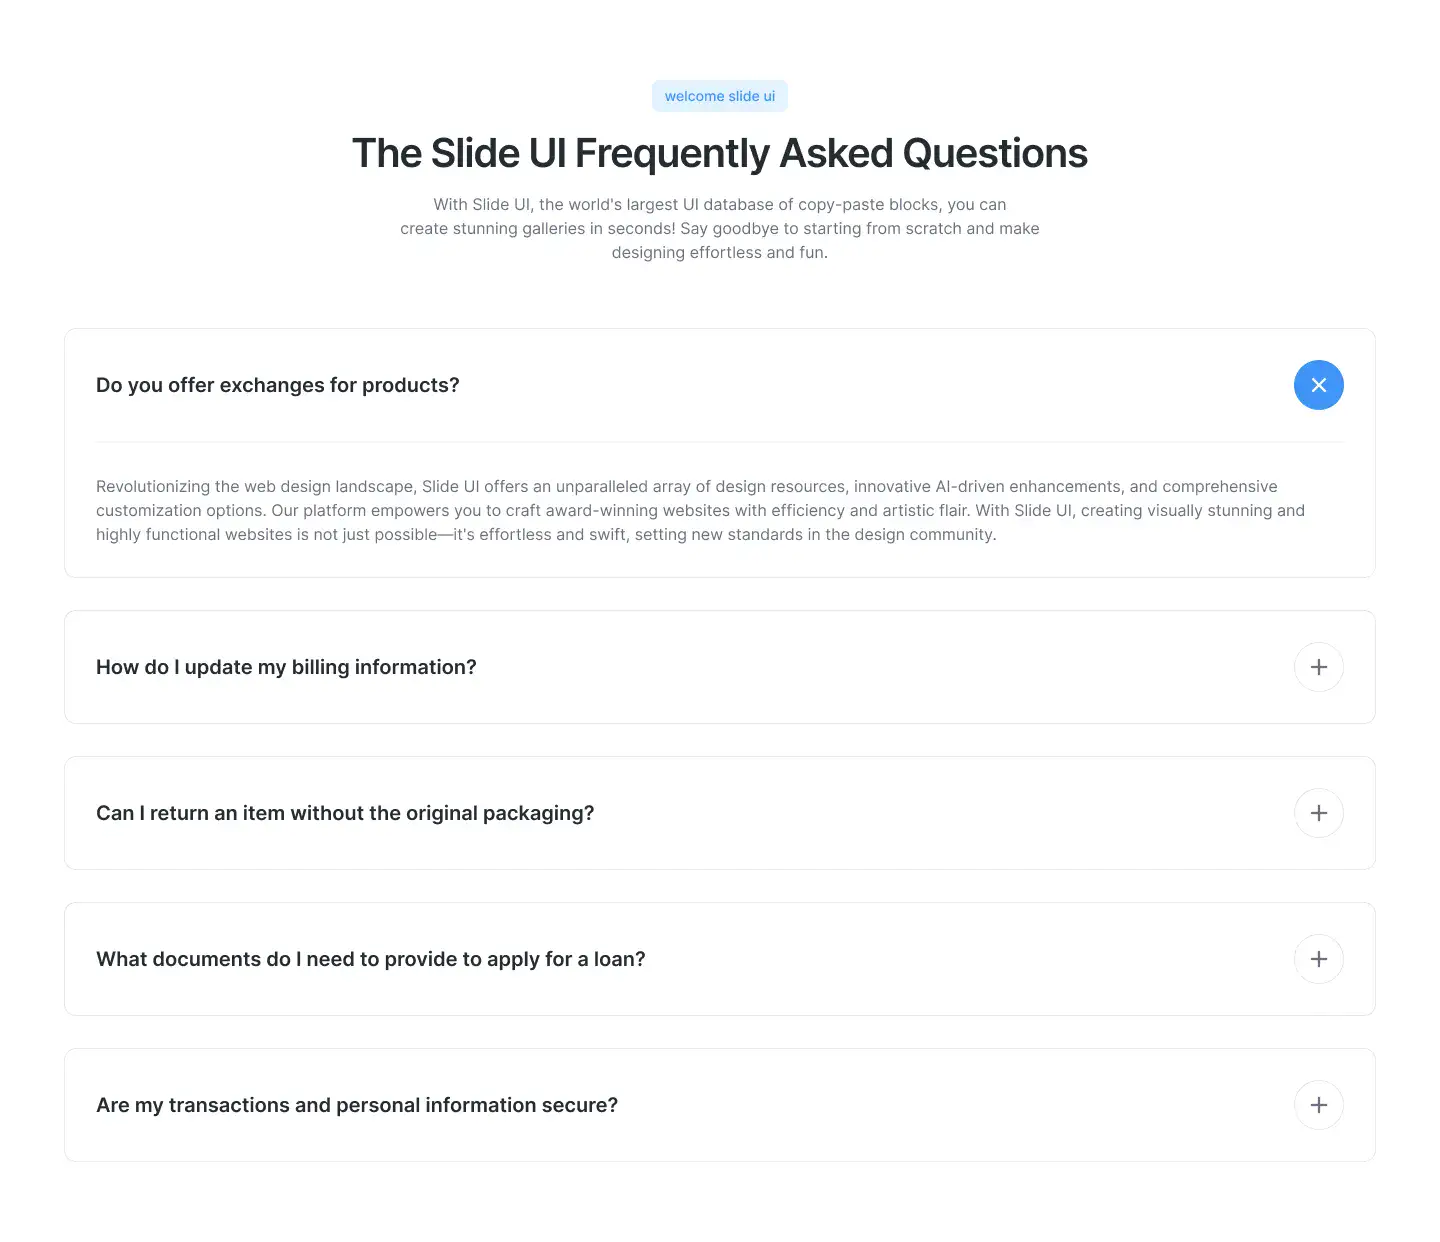 welcome slide ui
The Slide UI Frequently Asked Questions
With Slide UI, the world's largest UI database of copy-paste blocks, you can
create stunning galleries in seconds! Say goodbye to starting from scratch and make
designing effortless and fun.
Do you offer exchanges for products?
Revolutionizing the web design landscape, Slide UI offers an unparalleled array of design resources, innovative AI-driven enhancements, and comprehensive
customization options. Our platform empowers you to craft award-winning websites with efficiency and artistic flair. With Slide UI, creating visually stunning and
highly functional websites is not just possible—it's effortless and swift, setting new standards in the design community.
How do I update my billing information?
Can I return an item without the original packaging?
What documents do I need to provide to apply for a loan?
Are my transactions and personal information secure?